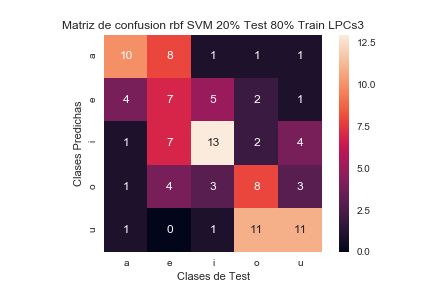 Matriz de confusion rbf SVM 20% Test 80% Train LPCs3
a 10 8 1 1 1
e 4 7 5 2 1
i 1 7 13 2 4
o 1 4 3 8 3
u 1 0 1 11 11
a e i o u
Clases Predichas
Clases de Test
12.5
10.0
7.5
5.0
2.5
0.0